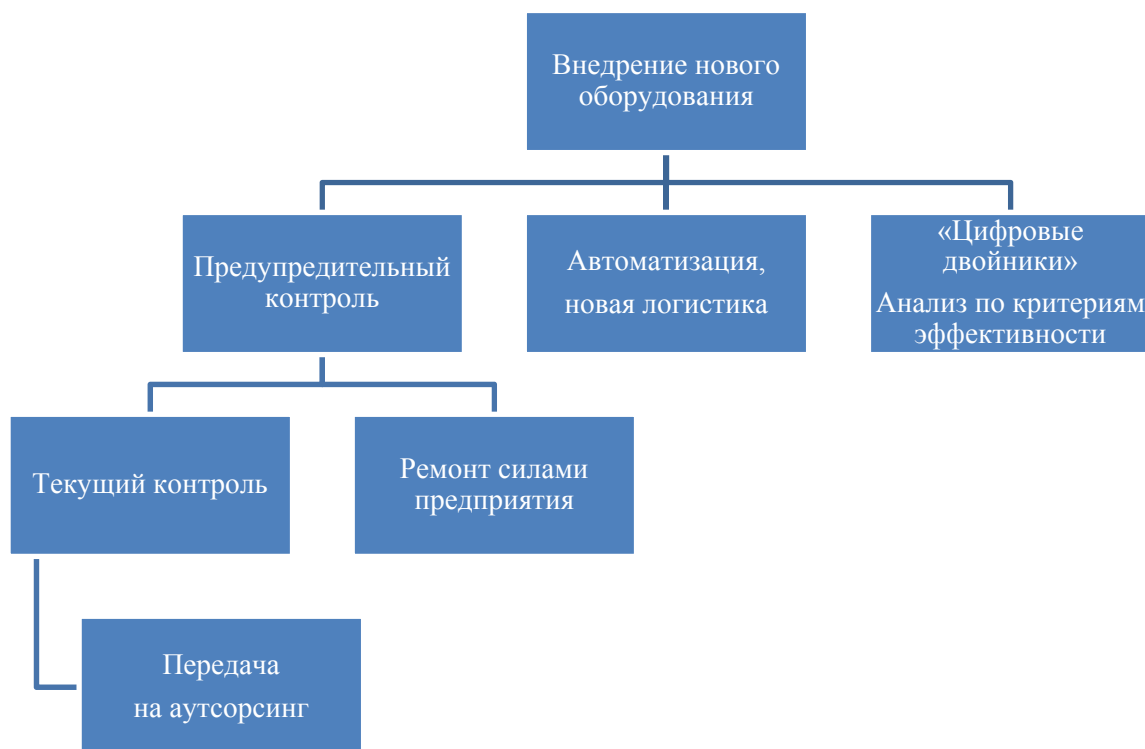 Внедрение нового
оборудования
Предупредительный
контроль
Автоматизация,
новая логистика
«Цифровые
двойники»
Анализ по критериям
эффективности
Текущий контроль
Ремонт силами
предприятия
Передача
на аутсорсинг